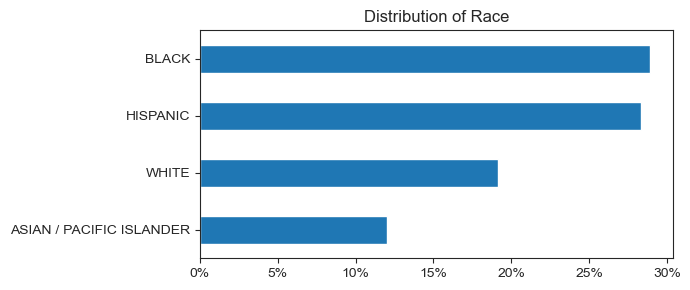 Distribution of Race
BLACK
HISPANIC
WHITE
ASIAN / PACIFIC ISLANDER
0% 5% 10% 15% 20% 25% 30%